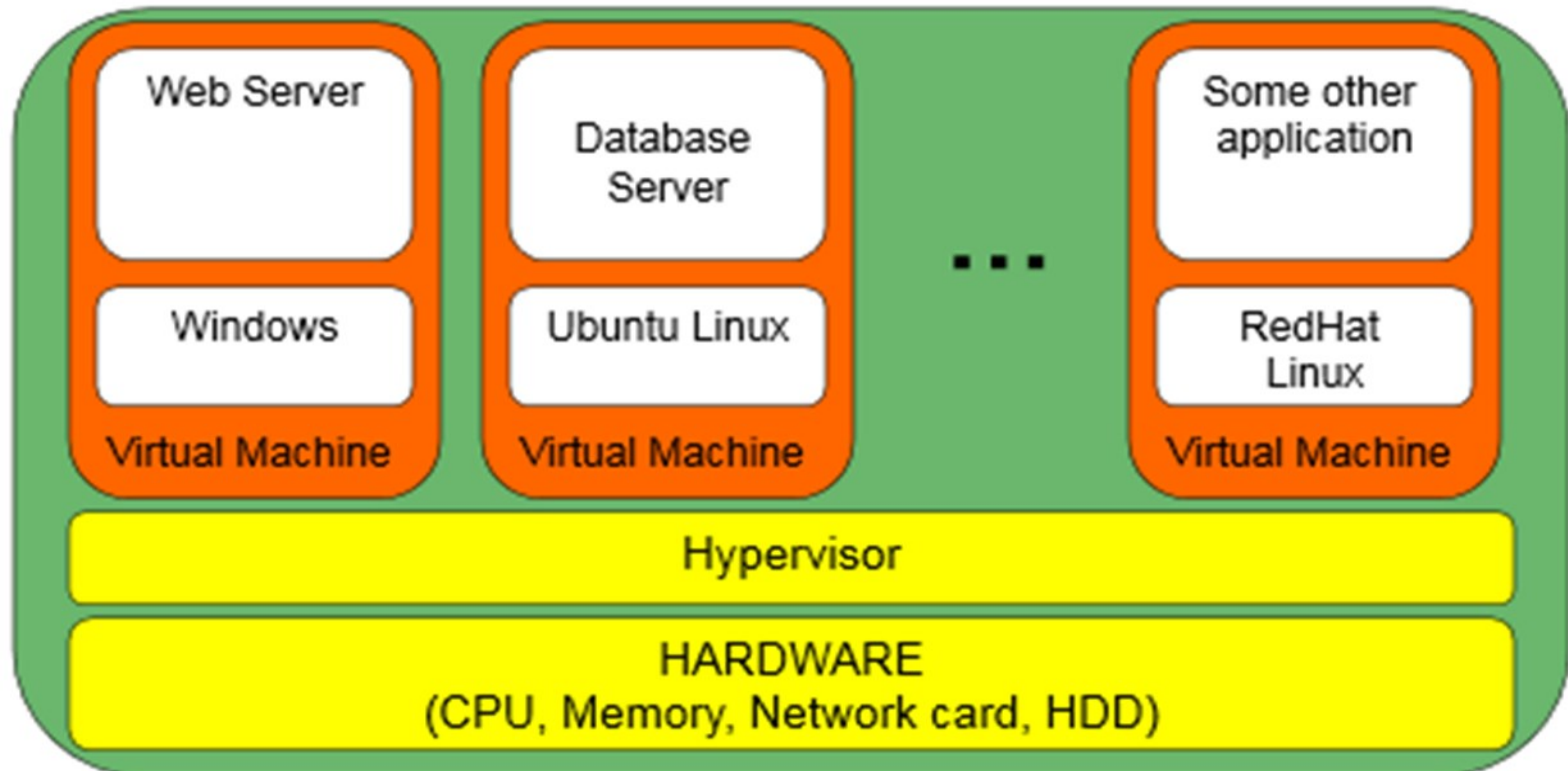 Web Server
Windows
Virtual Machine
Database
Server
Ubuntu Linux
Virtual Machine
...
Some other
application
RedHat
Linux
Virtual Machine
Hypervisor
HARDWARE
(CPU, Memory, Network card, HDD)